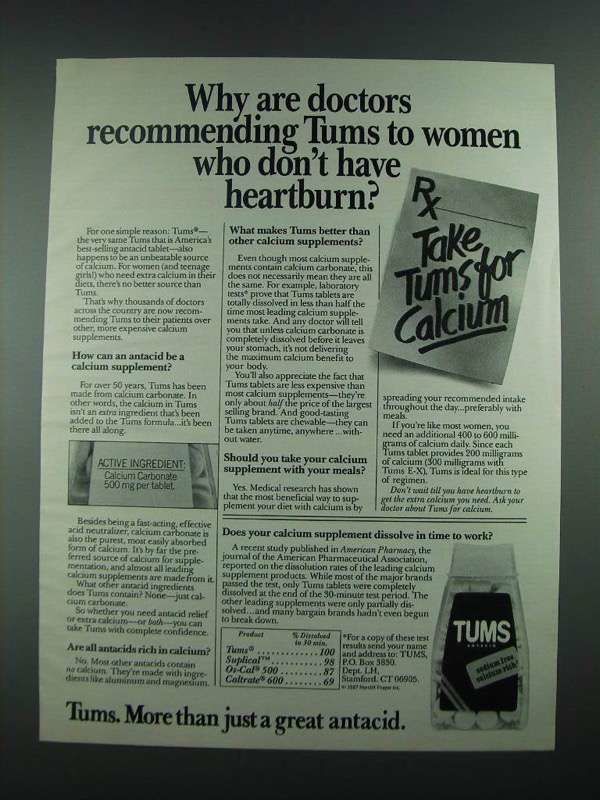 Why are doctors
recommending Tums to women
who don't have
heartburn?
Rx
Take
Tums for
Calcium
For one simple reason: Tums®—
the very same Tums that is America's
best-selling antacid tablet—also
happens to be an unbeatable source
of calcium. For women (and teenage
girls!) who need extra calcium in their
diets, there's no better source than
Tums.
That's why thousands of doctors
across the country are now recom-
mending Tums to their patients over
other, more expensive calcium
supplements.
How can an antacid be a
calcium supplement?
For over 50 years, Tums has been
made from calcium carbonate. In
other words, the calcium in Tums
isn't an extra ingredient that's been
added to the Tums formula...it's been
there all along.
ACTIVE INGREDIENT:
Calcium Carbonate
500 mg per tablet.
Besides being a fast-acting, effective
acid neutralizer, calcium carbonate is
also the purest, most easily absorbed
form of calcium. It's by far the pre-
ferred source of calcium for supple-
mentation, and almost all leading
calcium supplements are made from it.
What other antacid ingredients
does Tums contain? None—just cal-
cium carbonate.
So whether you need antacid relief
or extra calcium—or both—you can
take Tums with complete confidence.
Are all antacids rich in calcium?
No. Most other antacids contain
no calcium. They're made with ingre-
dients like aluminum and magnesium.
What makes Tums better than
other calcium supplements?
Even though most calcium supple-
ments contain calcium carbonate, this
does not necessarily mean they are all
the same. For example, laboratory
tests* prove that Tums tablets are
totally dissolved in less than half the
time most leading calcium supple-
ments take. And any doctor will tell
you that unless calcium carbonate is
completely dissolved before it leaves
your stomach, it's not delivering
the maximum calcium benefit to
your body.
You'll also appreciate the fact that
Tums tablets are less expensive than
most calcium supplements—they're
only about half the price of the largest
selling brand. And good-tasting
Tums tablets are chewable—they can
be taken anytime, anywhere...with-
out water.
Should you take your calcium
supplement with your meals?
Yes. Medical research has shown
that the most beneficial way to sup-
plement your diet with calcium is by
spreading your recommended intake
throughout the day...preferably with
meals.
If you're like most women, you
need an additional 400 to 600 milli-
grams of calcium daily. Since each
Tums tablet provides 200 milligrams
of calcium (300 milligrams with
Tums E-X), Tums is ideal for this type
of regimen.
Don't wait till you have heartburn to
get the extra calcium you need. Ask your
doctor about Tums for calcium.
Does your calcium supplement dissolve in time to work?
A recent study published in American Pharmacy, the
journal of the American Pharmaceutical Association,
reported on the dissolution rates of the leading calcium
supplement products. While most of the major brands
passed the test, only Tums tablets were completely
dissolved at the end of the 30-minute test period. The
other leading supplements were only partially dis-
solved...and many bargain brands hadn't even begun
to break down.
Product % Dissolved in 30 min.
Tums® 100
Suplical™ 98
Os-Cal® 500 87
Caltrate® 600 69
*For a copy of these test
results send your name
and address to: TUMS,
P.O. Box 3850,
Dept. LH,
Stamford, CT 06905.
© 1987 Norcliff Thayer Inc.
TUMS
ANTACID
sodium free
calcium rich
Tums. More than just a great antacid.